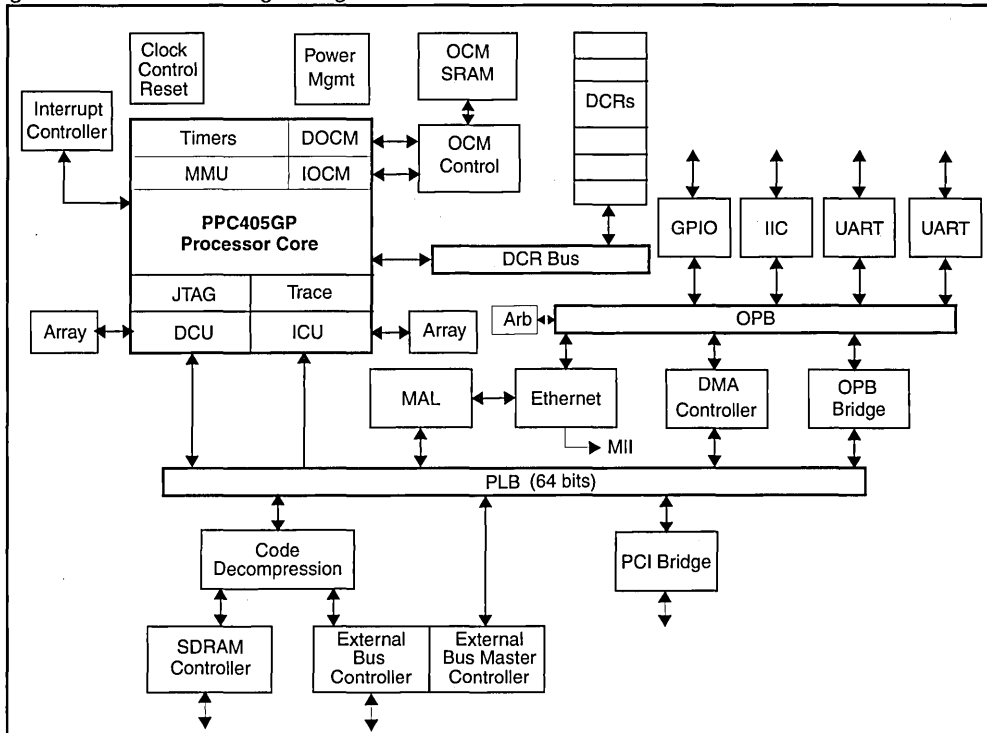 Clock
Control
Reset
Power
Mgmt
OCM
SRAM
DCRs
Interrupt
Controller
Timers
DOCM
OCM
Control
MMU
IOCM
PPC405GP
Processor Core
GPIO
IIC
UART
UART
DCR Bus
JTAG
Trace
Array
DCU
ICU
Array
Arb
OPB
MAL
Ethernet
DMA
Controller
OPB
Bridge
MII
PLB (64 bits)
Code
Decompression
PCI Bridge
SDRAM
Controller
External
Bus
Controller
External
Bus Master
Controller